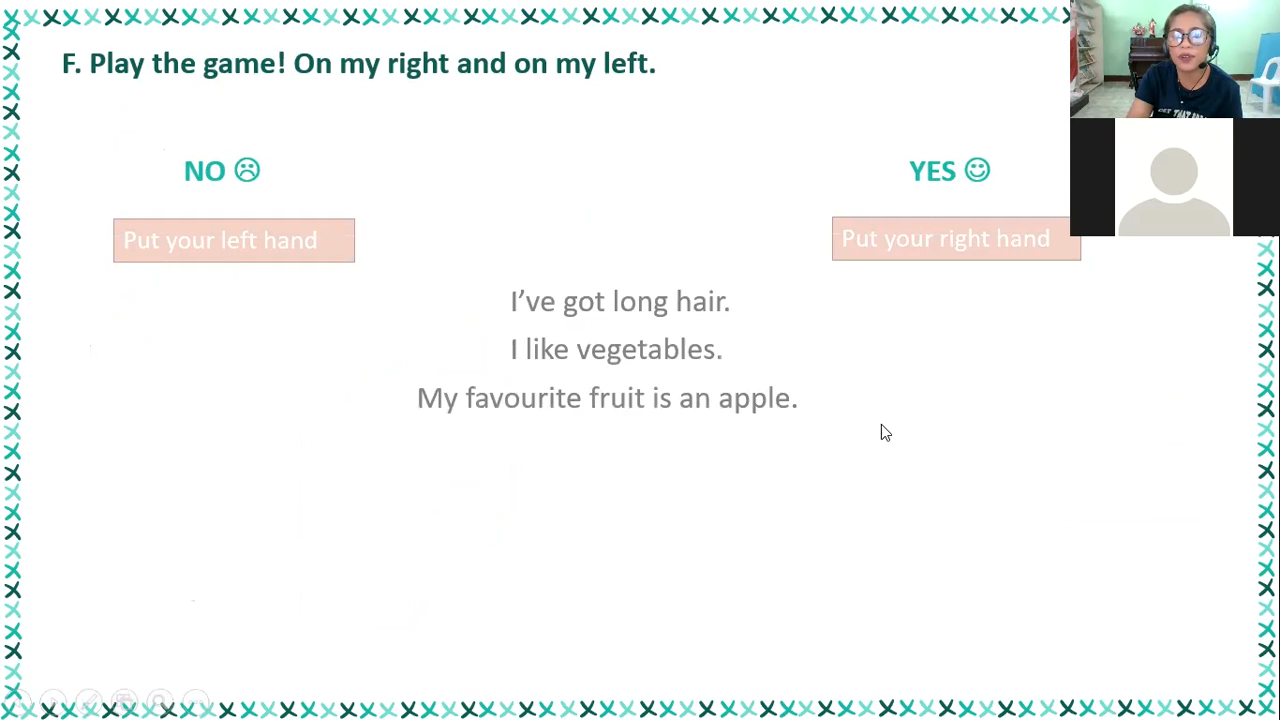 F. Play the game! On my right and on my left.
NO ☹
YES ☺
Put your left hand
Put your right hand
I’ve got long hair.
I like vegetables.
My favourite fruit is an apple.